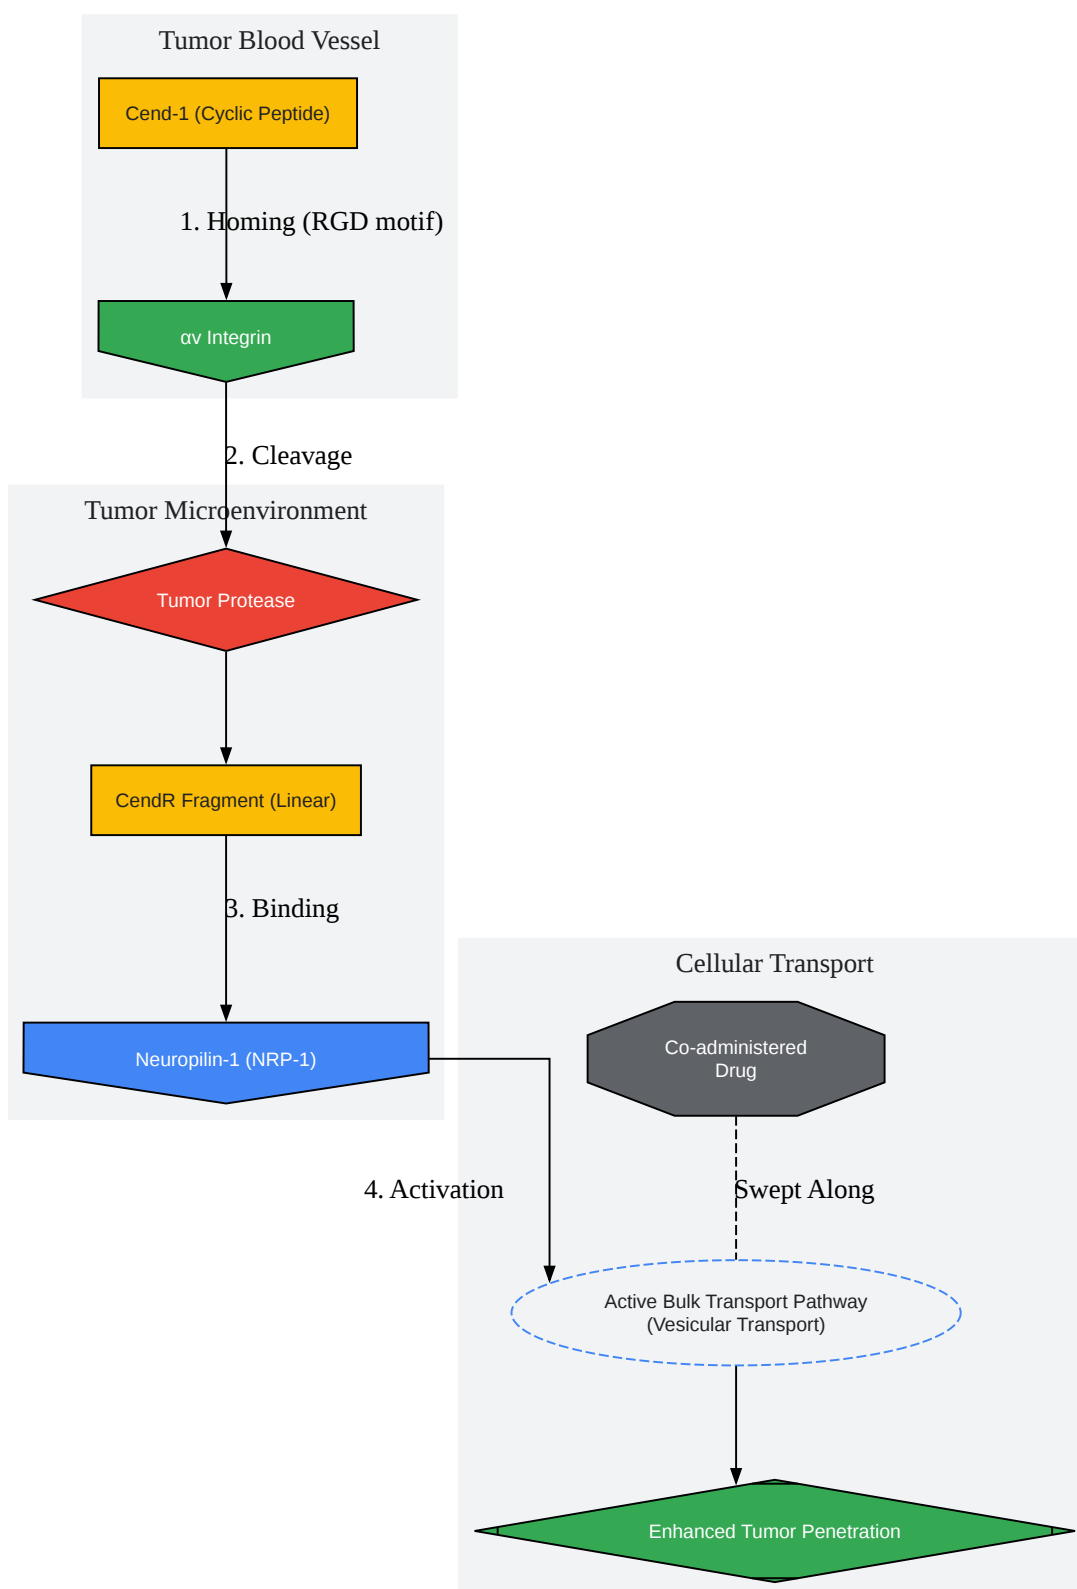 Tumor Blood Vessel
Cend-1 (Cyclic Peptide)
1. Homing (RGD motif)
αv Integrin
2. Cleavage
Tumor Microenvironment
Tumor Protease
CendR Fragment (Linear)
3. Binding
Neuropilin-1 (NRP-1)
Cellular Transport
Co-administered
Drug
4. Activation
Swept Along
Active Bulk Transport Pathway
(Vesicular Transport)
Enhanced Tumor Penetration